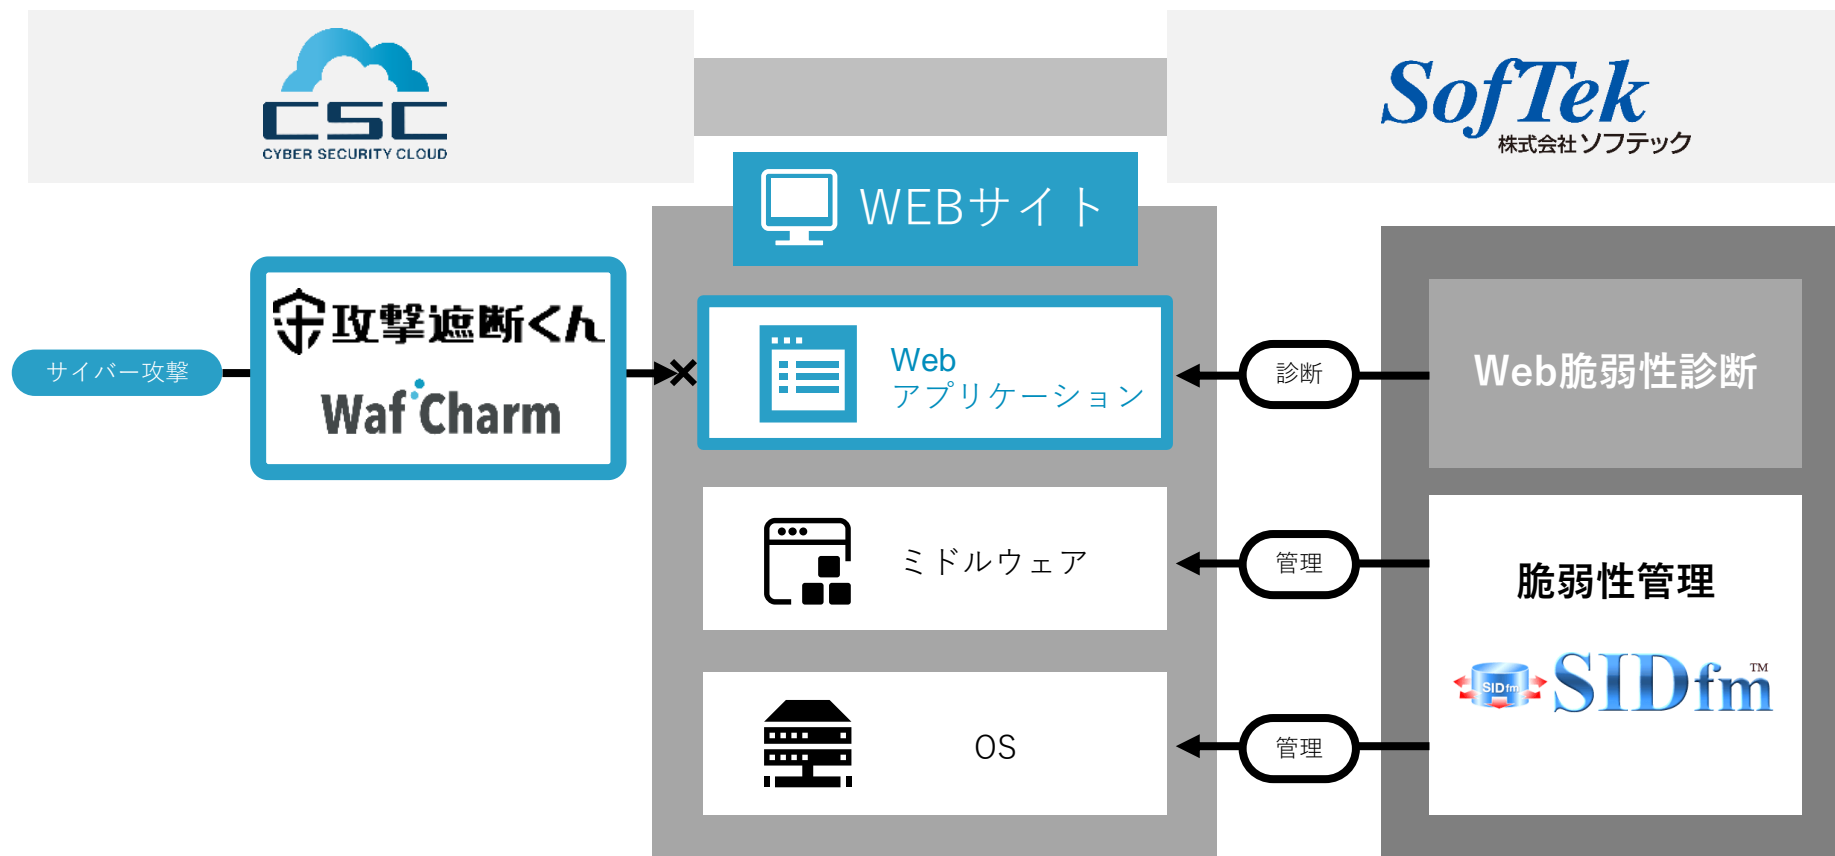 CSC
CYBER SECURITY CLOUD
SofTek
株式会社ソフテック
WEBサイト
サイバー攻撃
攻撃遮断くん
WafCharm
Web
アプリケーション
診断
Web脆弱性診断
ミドルウェア
管理
脆弱性管理
SIDfm
SIDfm™
OS
管理